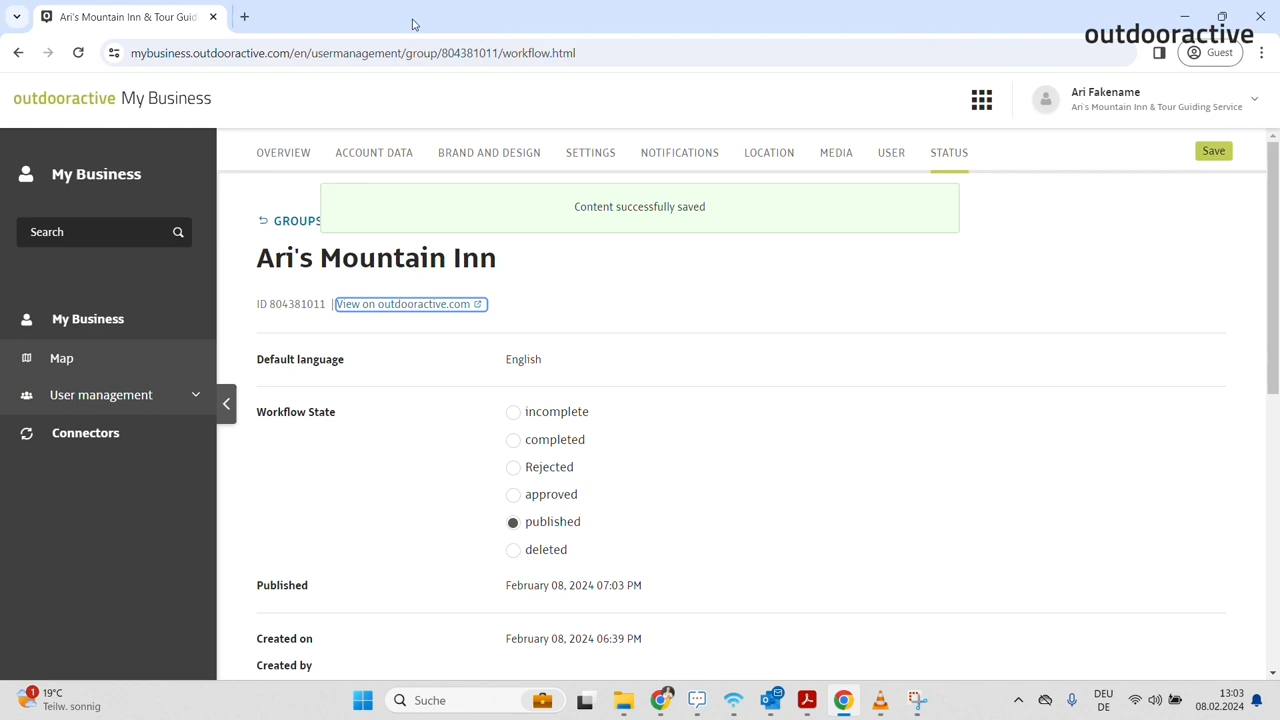 Ari's Mountain Inn & Tour Guid
outdooractive
mybusiness.outdooractive.com/en/usermanagement/group/804381011/workflow.html
Guest
outdooractive My Business
Ari Fakename
Ari's Mountain Inn & Tour Guiding Service
My Business
OVERVIEW ACCOUNT DATA BRAND AND DESIGN SETTINGS NOTIFICATIONS LOCATION MEDIA USER STATUS Save
Content successfully saved
GROUPS
Search
Ari's Mountain Inn
ID 804381011 | View on outdooractive.com
My Business
Map
User management
Connectors
Default language English
Workflow State incomplete
completed
Rejected
approved
published
deleted
Published February 08, 2024 07:03 PM
Created on February 08, 2024 06:39 PM
Created by
1 19°C
Teilw. sonnig
Suche
DEU
DE
13:03
08.02.2024